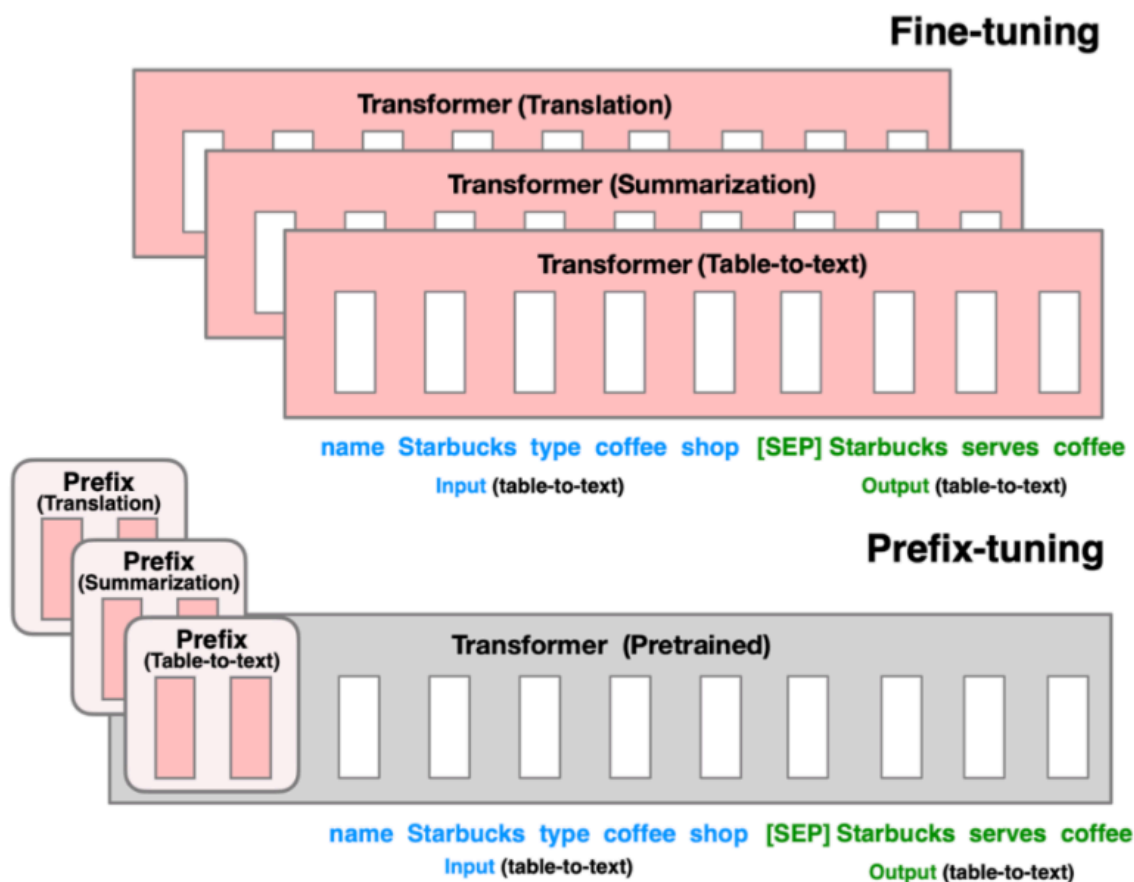 Fine-tuning
Transformer (Translation)
Transformer (Summarization)
Transformer (Table-to-text)
name Starbucks type coffee shop [SEP] Starbucks serves coffee
Input (table-to-text) Output (table-to-text)
Prefix-tuning
Prefix
(Translation)
Prefix
(Summarization)
Prefix
(Table-to-text)
Transformer (Pretrained)
name Starbucks type coffee shop [SEP] Starbucks serves coffee
Input (table-to-text) Output (table-to-text)